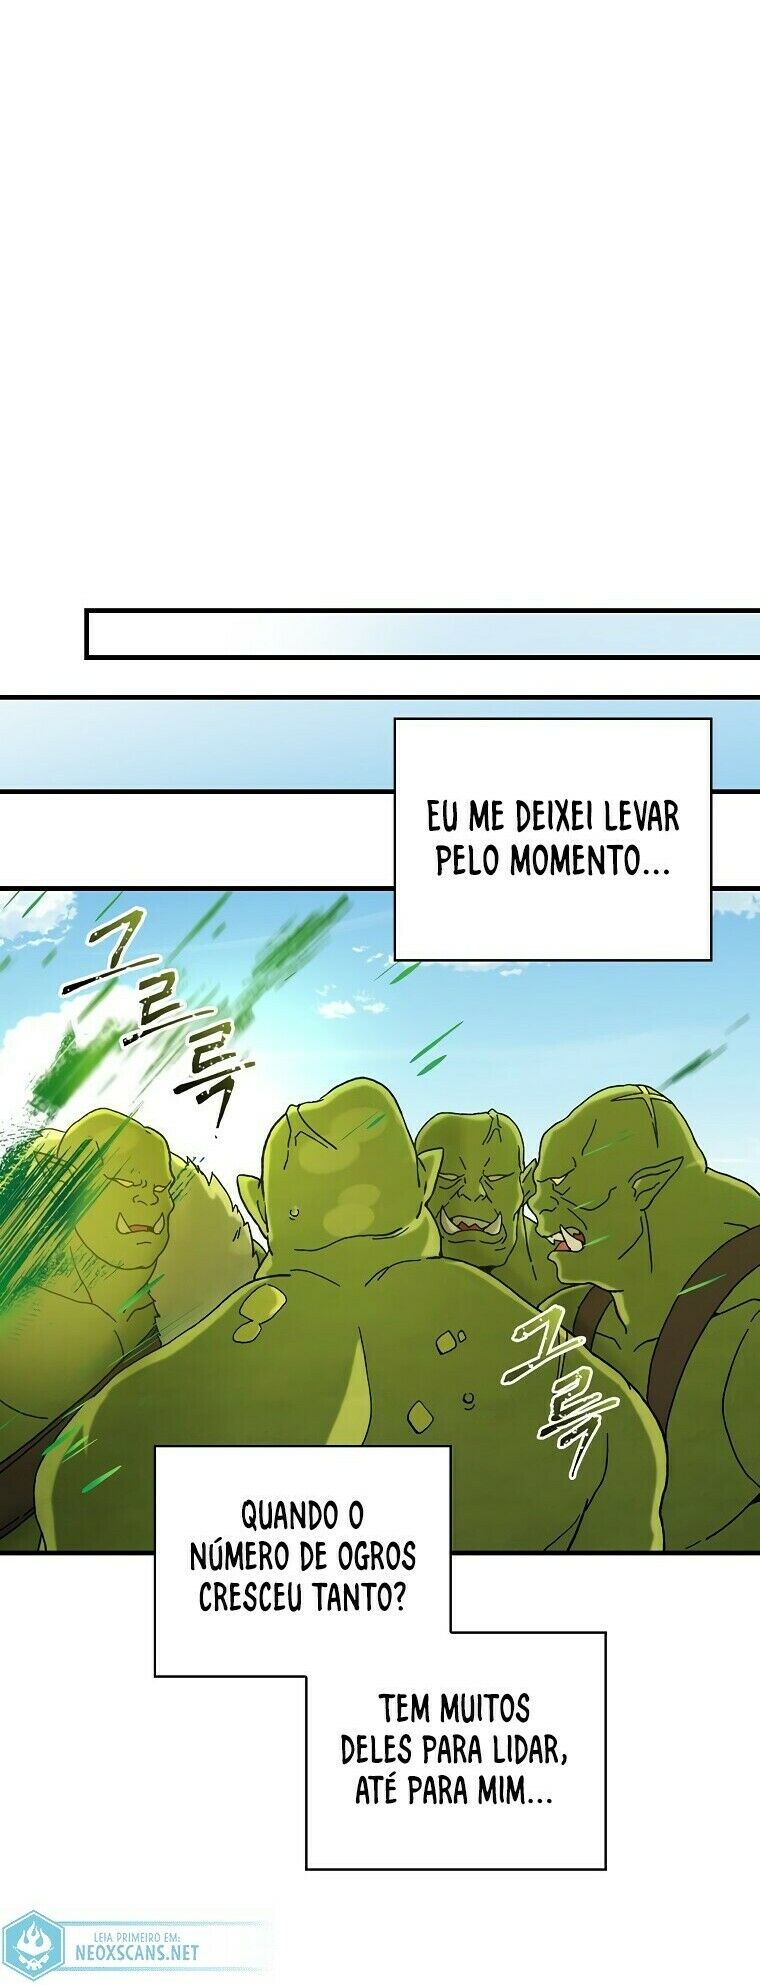 EU ME DEIXEI LEVAR
PELO MOMENTO...
그르륵
그륵
QUANDO O
NÚMERO DE OGROS
CRESCEU TANTO?
TEM MUITOS
DELES PARA LIDAR,
ATÉ PARA MIM...
LEIA PRIMEIRO EM:
NEOXSCANS.NET